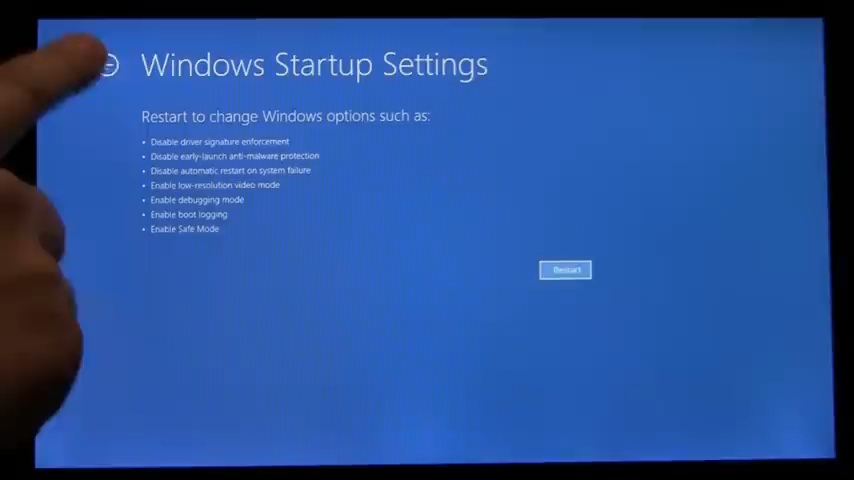 Windows Startup Settings
Restart to change Windows options such as:
• Disable driver signature enforcement
• Disable early-launch anti-malware protection
• Disable automatic restart on system failure
• Enable low-resolution video mode
• Enable debugging mode
• Enable boot logging
• Enable Safe Mode
Restart